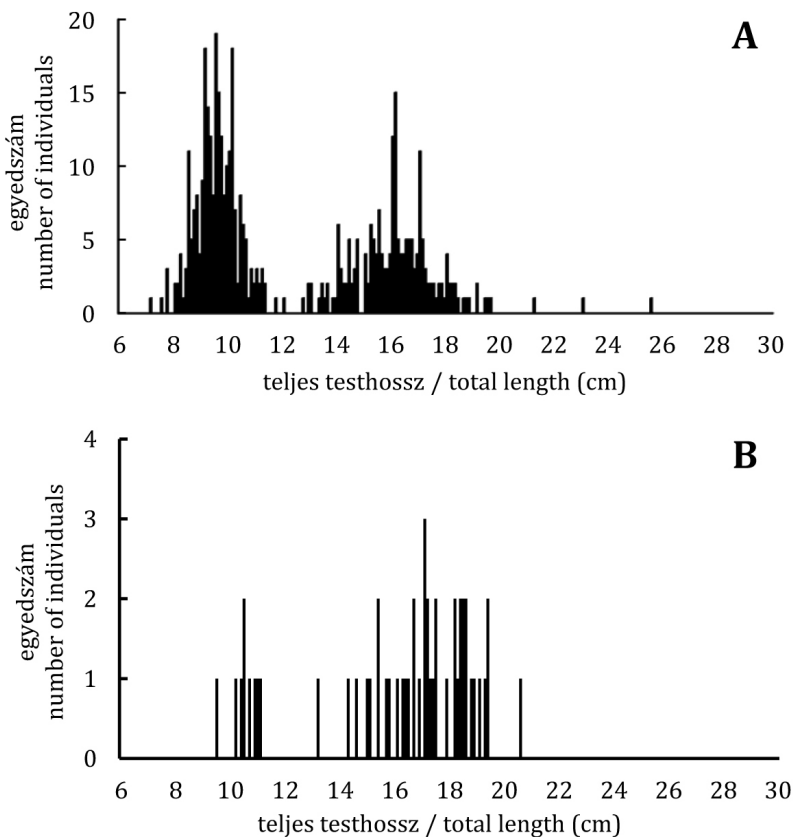 A
egyedszám
number of individuals
20
15
10
5
0
6 8 10 12 14 16 18 20 22 24 26 28 30
teljes testhossz / total length (cm)
B
egyedszám
number of individuals
4
3
2
1
0
6 8 10 12 14 16 18 20 22 24 26 28 30
teljes testhossz / total length (cm)